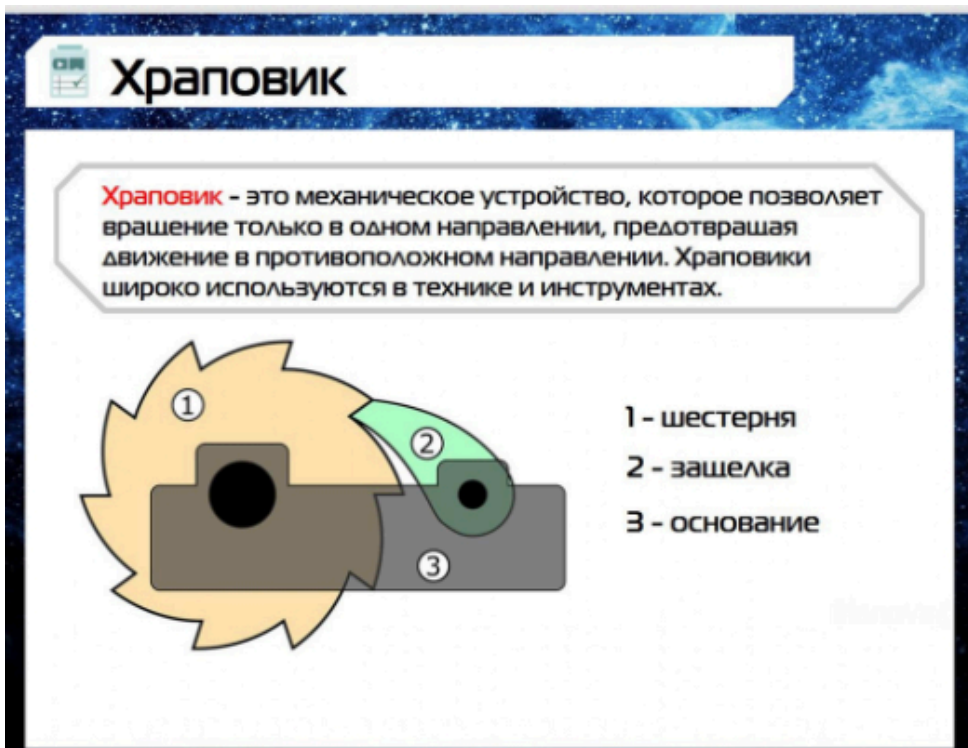 Храповик
Храповик - это механическое устройство, которое позволяет
вращение только в одном направлении, предотвращая
движение в противоположном направлении. Храповики
широко используются в технике и инструментах.
1
2
3
1 - шестерня
2 - защелка
3 - основание